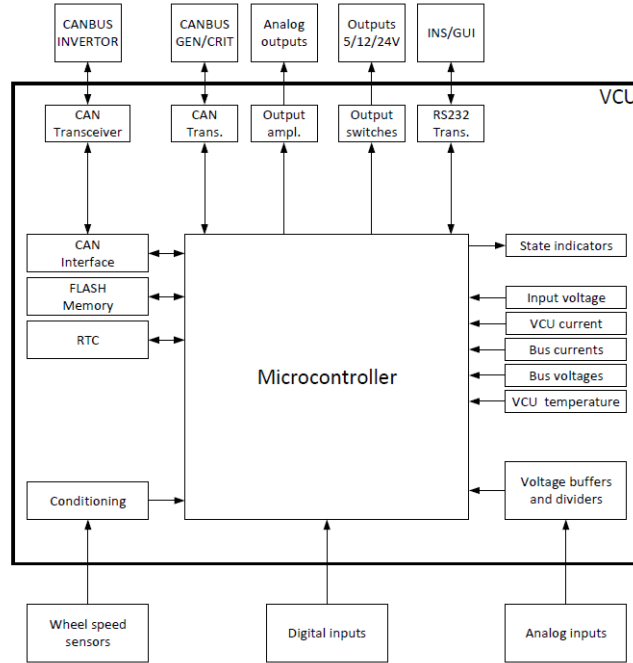 CANBUS
INVERTOR
CANBUS
GEN/CRIT
Analog
outputs
Outputs
5/12/24V
INS/GUI
VCU
CAN
Transceiver
CAN
Trans.
Output
ampl.
Output
switches
RS232
Trans.
CAN
Interface
FLASH
Memory
RTC
State indicators
Input voltage
VCU current
Bus currents
Bus voltages
VCU temperature
Microcontroller
Conditioning
Voltage buffers
and dividers
Wheel speed
sensors
Digital inputs
Analog inputs